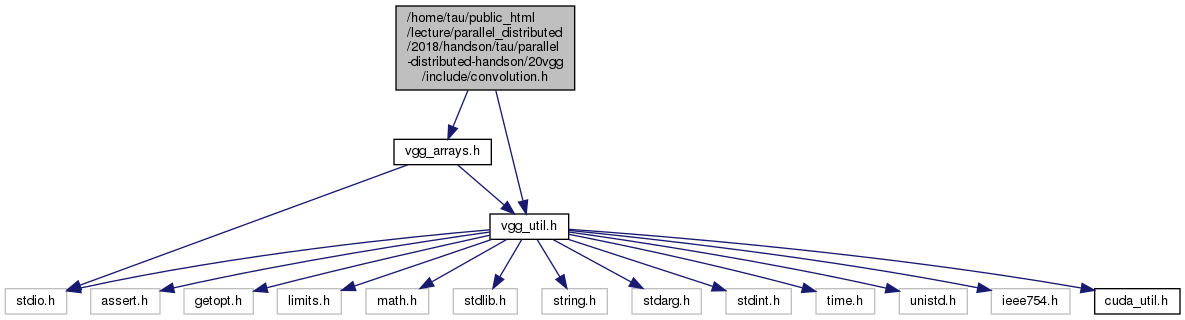 /home/tau/public_html
/lecture/parallel_distributed
/2018/handson/tau/parallel
-distributed-handson/20vgg
/include/convolution.h
vgg_arrays.h
vgg_util.h
stdio.h
assert.h
getopt.h
limits.h
math.h
stdlib.h
string.h
stdarg.h
stdint.h
time.h
unistd.h
ieee754.h
cuda_util.h